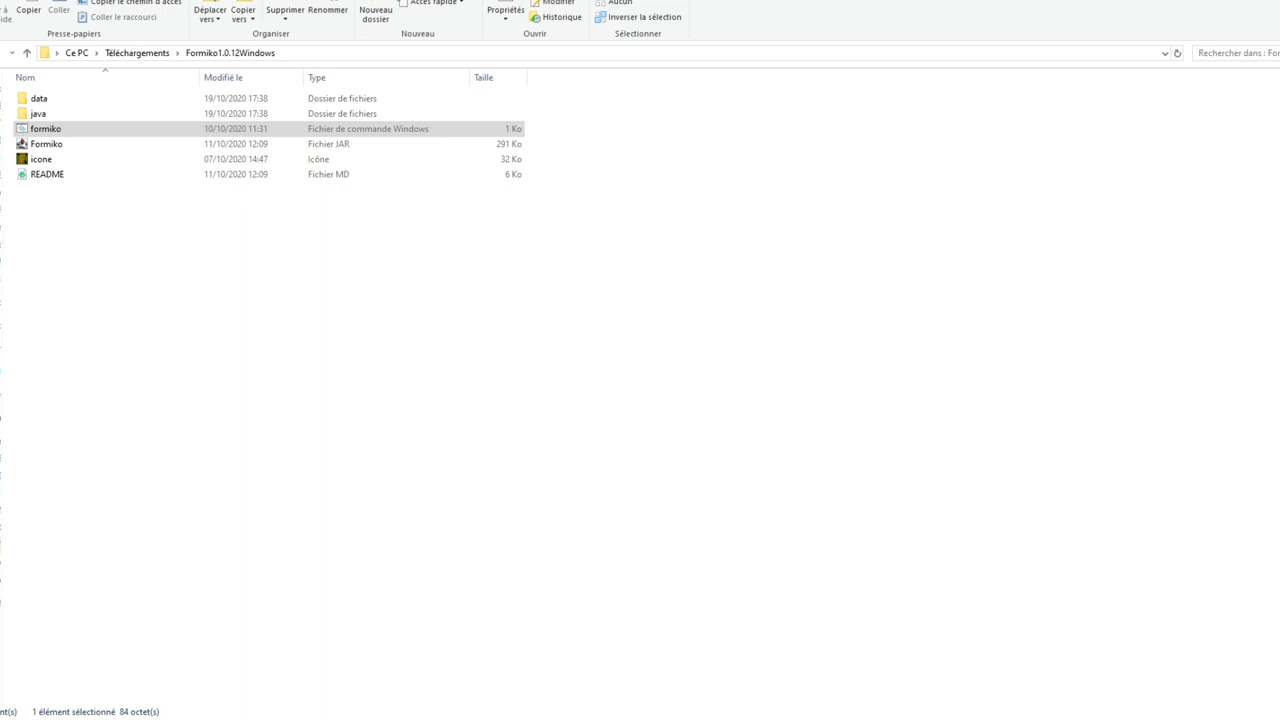 Copier le chemin d'accès
Accès rapide
Modifier
Aucun
Copier
Coller
Coller le raccourci
Déplacer vers
Copier vers
Supprimer
Renommer
Nouveau dossier
Propriétés
Historique
Inverser la sélection
Presse-papiers
Organiser
Nouveau
Ouvrir
Sélectionner
Ce PC > Téléchargements > Formiko1.0.12Windows
Rechercher dans : For
Nom Modifié le Type Taille
data 19/10/2020 17:38 Dossier de fichiers
java 19/10/2020 17:38 Dossier de fichiers
formiko 10/10/2020 11:31 Fichier de commande Windows 1 Ko
Formiko 11/10/2020 12:09 Fichier JAR 291 Ko
icone 07/10/2020 14:47 Icône 32 Ko
README 11/10/2020 12:09 Fichier MD 6 Ko
nt(s) 1 élément sélectionné 84 octet(s)